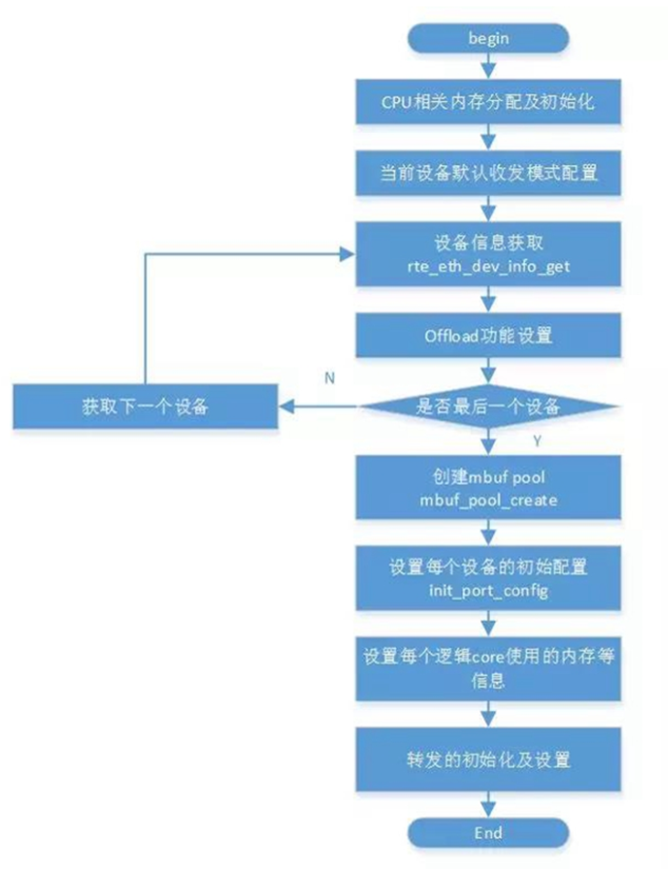 begin
CPU相关内存分配及初始化
当前设备默认收发模式配置
设备信息获取
rte_eth_dev_info_get
Offload功能设置
N
获取下一个设备
是否最后一个设备
Y
创建mbuf pool
mbuf_pool_create
设置每个设备的初始配置
init_port_config
设置每个逻辑core使用的内存等
信息
转发的初始化及设置
End